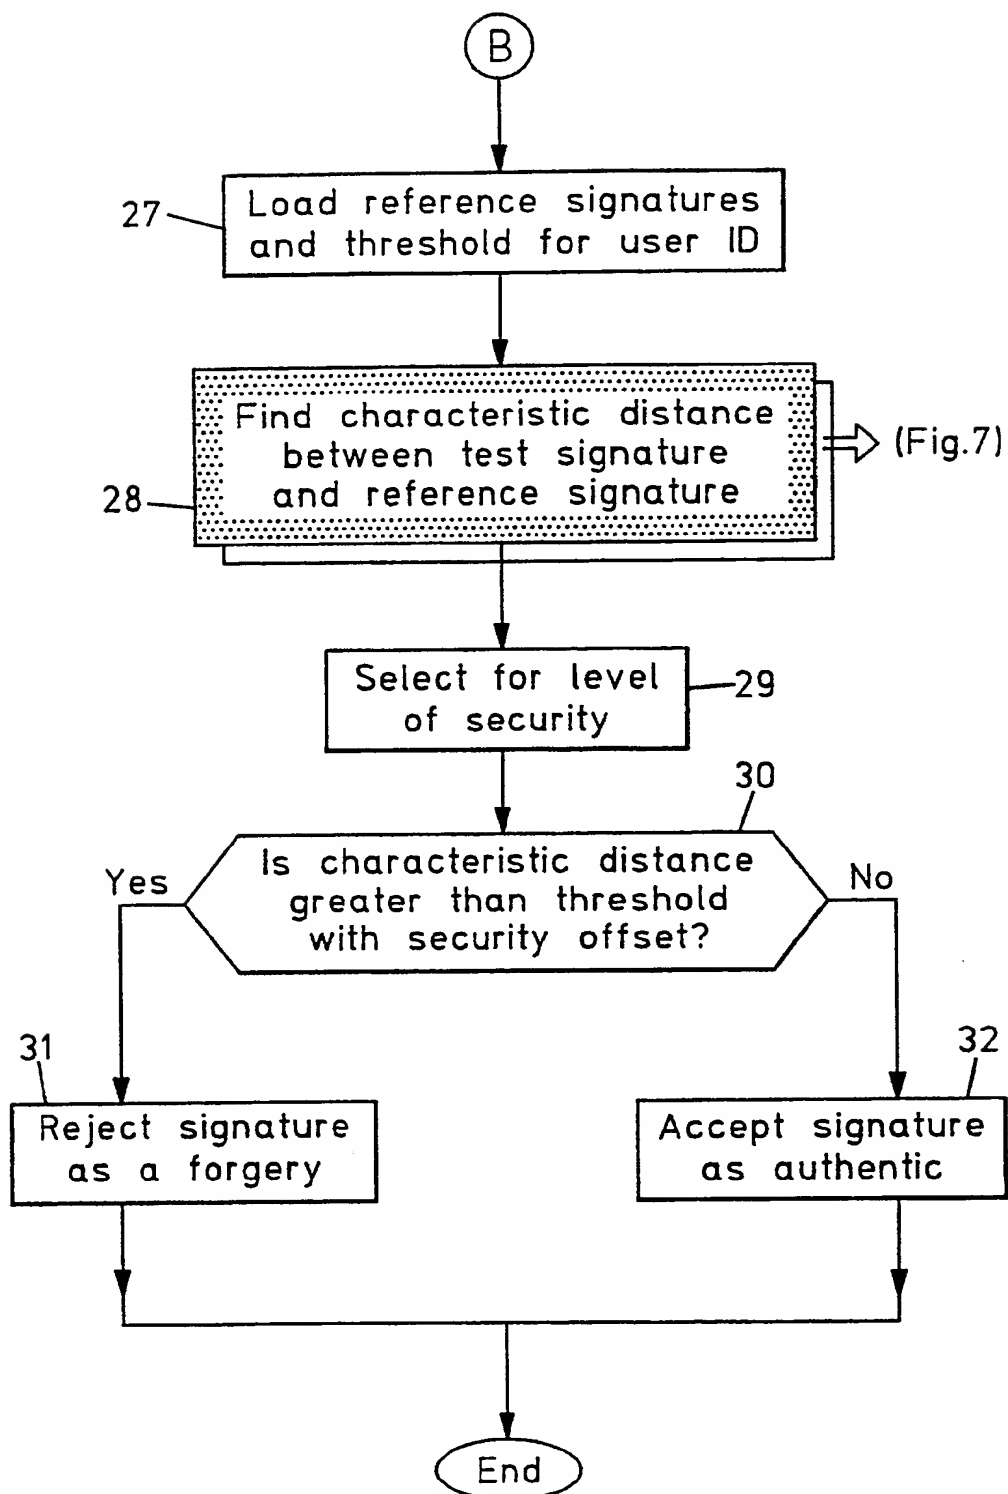 B
27
Load reference signatures
and threshold for user ID
Find characteristic distance
between test signature
and reference signature
28
(Fig.7)
Select for level
of security
29
30
Is characteristic distance
greater than threshold
with security offset?
Yes
No
31
Reject signature
as a forgery
32
Accept signature
as authentic
End